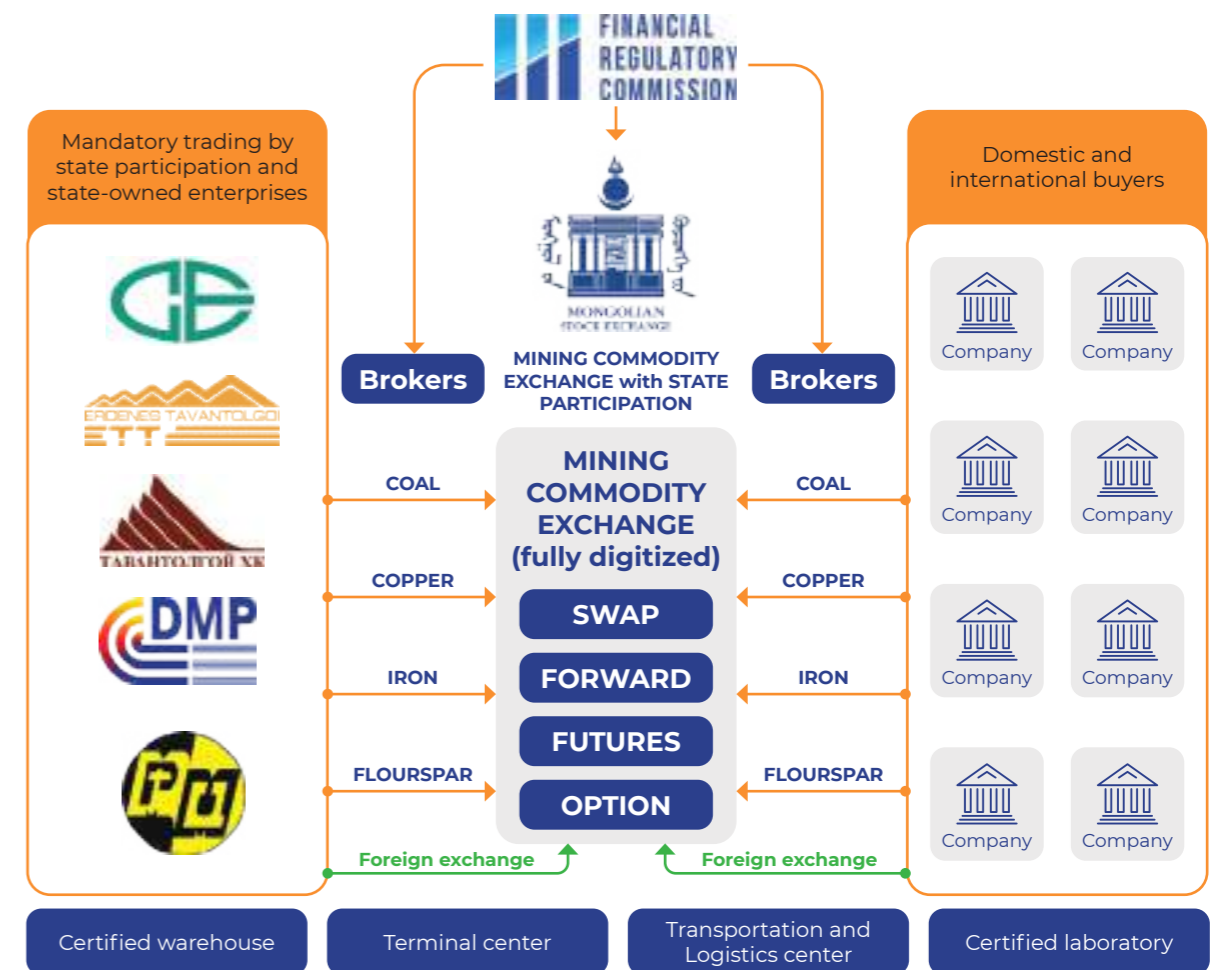 FINANCIAL
REGULATORY
COMMISSION
Mandatory trading by
state participation and
state-owned enterprises
Domestic and
international buyers
MONGOLIAN
STOCK EXCHANGE
MINING COMMODITY
EXCHANGE with STATE
PARTICIPATION
Brokers
Brokers
ERDENES TAVANTOLGOI
ETT
ТАВАНТОЛГОЙ ХК
DMP
MINING
COMMODITY
EXCHANGE
(fully digitized)
SWAP
FORWARD
FUTURES
OPTION
COAL
COPPER
IRON
FLOURSPAR
Foreign exchange
COAL
COPPER
IRON
FLOURSPAR
Foreign exchange
Company
Company
Company
Company
Company
Company
Company
Company
Certified warehouse
Terminal center
Transportation and
Logistics center
Certified laboratory